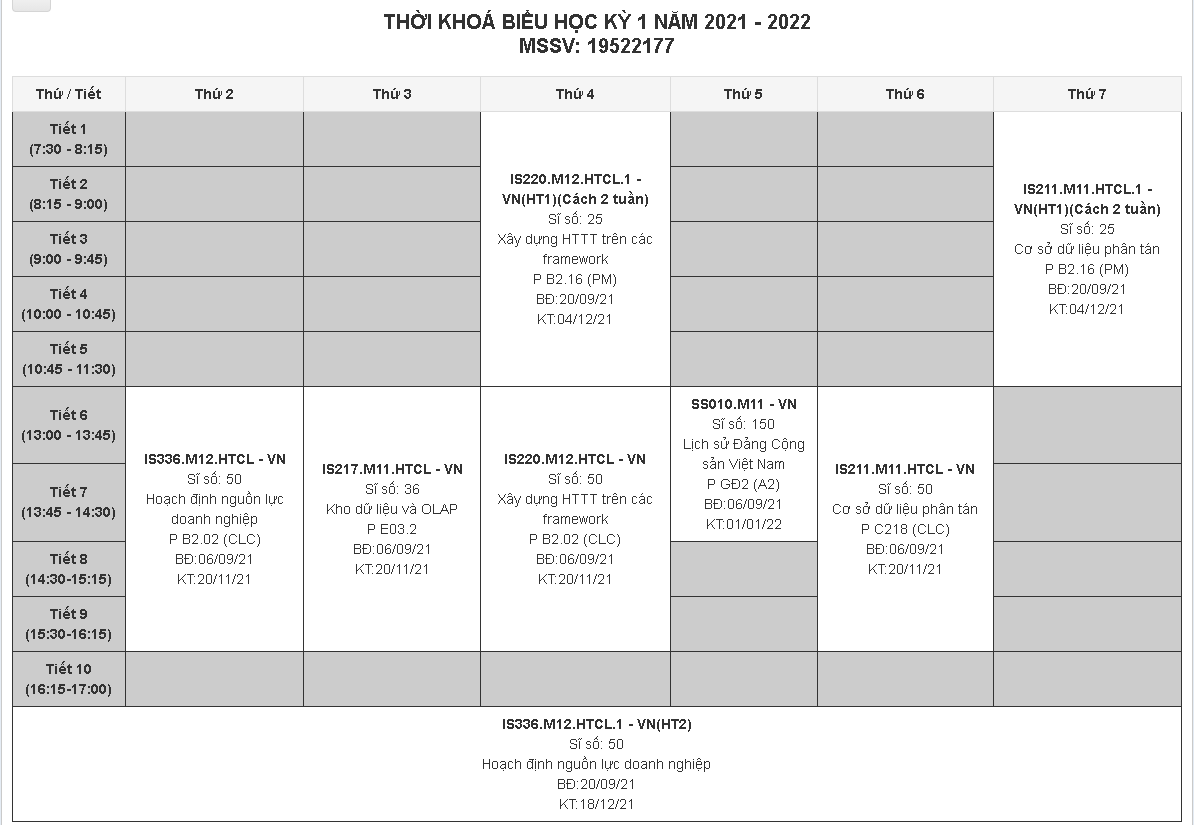 THỜI KHOÁ BIỂU HỌC KỲ 1 NĂM 2021 - 2022
MSSV: 19522177
Thứ / Tiết
Thứ 2
Thứ 3
Thứ 4
Thứ 5
Thứ 6
Thứ 7
Tiết 1
(7:30 - 8:15)
IS220.M12.HTCL.1 -
VN(HT1)(Cách 2 tuần)
Sĩ số: 25
Xây dựng HTTT trên các
framework
P B2.16 (PM)
BĐ:20/09/21
KT:04/12/21
IS211.M11.HTCL.1 -
VN(HT1)(Cách 2 tuần)
Sĩ số: 25
Cơ sở dữ liệu phân tán
P B2.16 (PM)
BĐ:20/09/21
KT:04/12/21
Tiết 2
(8:15 - 9:00)
Tiết 3
(9:00 - 9:45)
Tiết 4
(10:00 - 10:45)
Tiết 5
(10:45 - 11:30)
Tiết 6
(13:00 - 13:45)
IS336.M12.HTCL - VN
Sĩ số: 50
Hoạch định nguồn lực
doanh nghiệp
P B2.02 (CLC)
BĐ:06/09/21
KT:20/11/21
IS217.M11.HTCL - VN
Sĩ số: 36
Kho dữ liệu và OLAP
P E03.2
BĐ:06/09/21
KT:20/11/21
IS220.M12.HTCL - VN
Sĩ số: 50
Xây dựng HTTT trên các
framework
P B2.02 (CLC)
BĐ:06/09/21
KT:20/11/21
SS010.M11 - VN
Sĩ số: 150
Lịch sử Đảng Cộng
sản Việt Nam
P GĐ2 (A2)
BĐ:06/09/21
KT:01/01/22
IS211.M11.HTCL - VN
Sĩ số: 50
Cơ sở dữ liệu phân tán
P C218 (CLC)
BĐ:06/09/21
KT:20/11/21
Tiết 7
(13:45 - 14:30)
Tiết 8
(14:30-15:15)
Tiết 9
(15:30-16:15)
Tiết 10
(16:15-17:00)
IS336.M12.HTCL.1 - VN(HT2)
Sĩ số: 50
Hoạch định nguồn lực doanh nghiệp
BĐ:20/09/21
KT:18/12/21